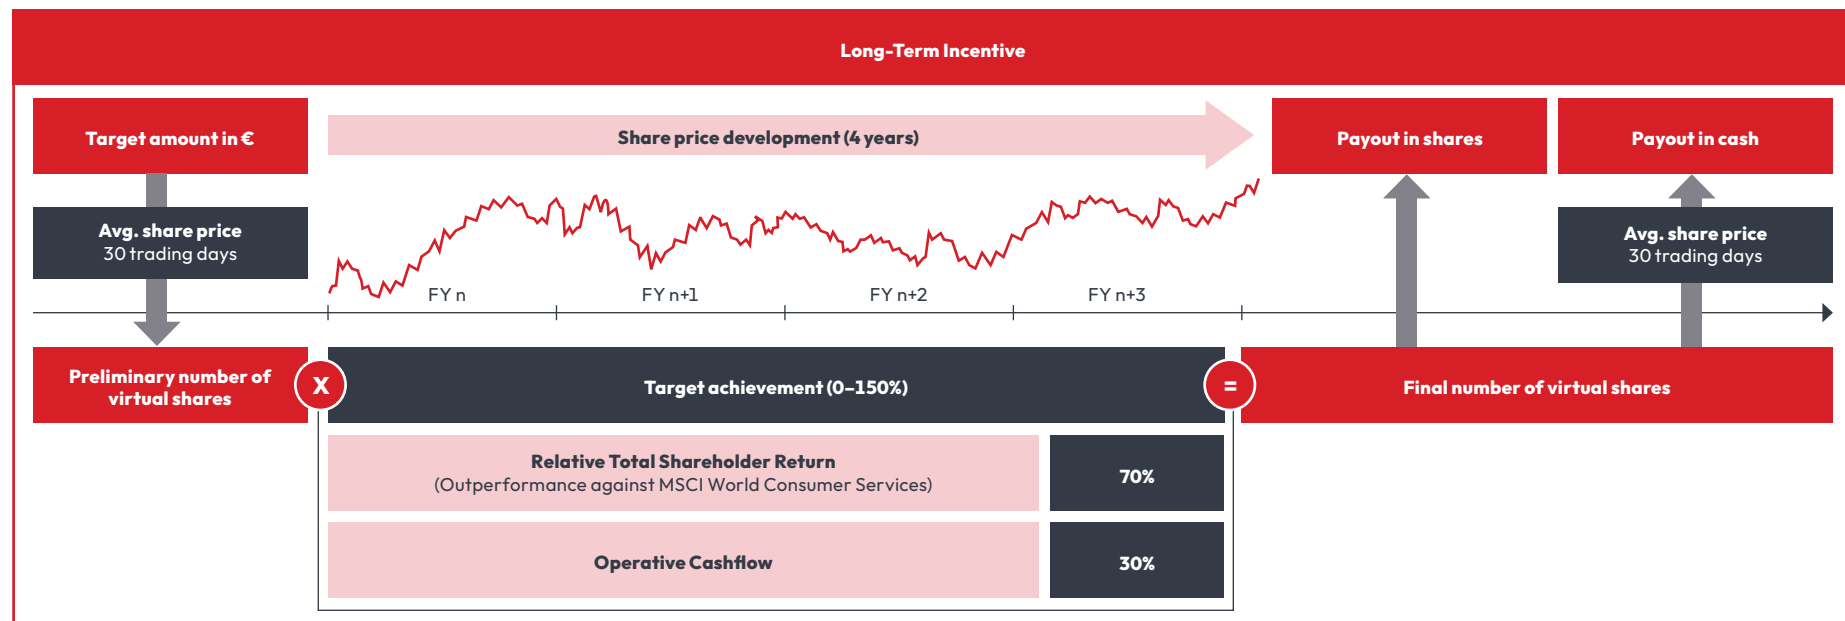 Long-Term Incentive
Target amount in €
Share price development (4 years)
Payout in shares
Payout in cash
Avg. share price
30 trading days
Avg. share price
30 trading days
FY n
FY n+1
FY n+2
FY n+3
Preliminary number of
virtual shares
X
Target achievement (0–150%)
=
Final number of virtual shares
Relative Total Shareholder Return
(Outperformance against MSCI World Consumer Services)
70%
Operative Cashflow
30%